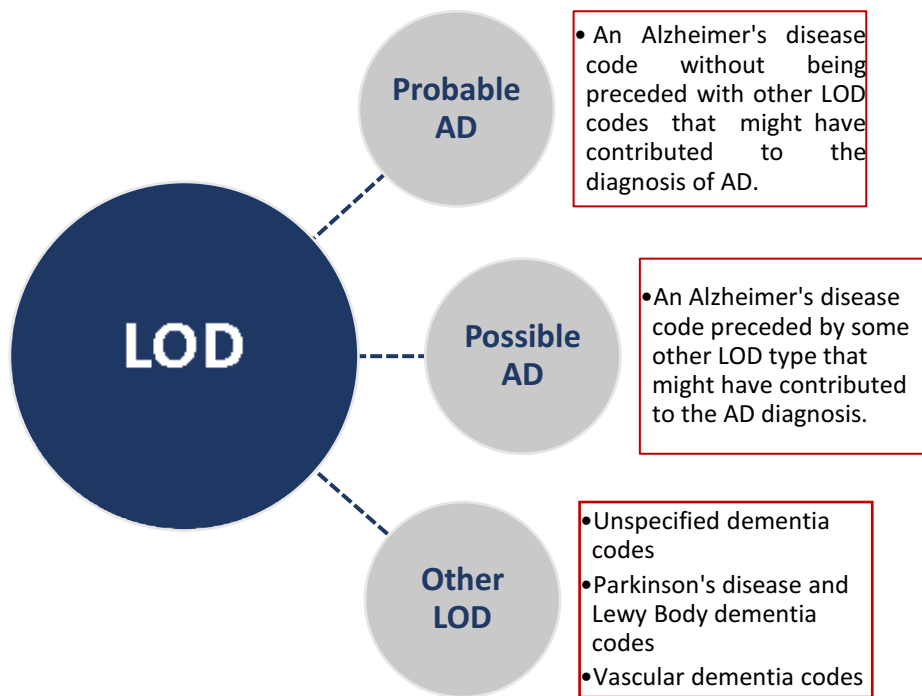 Probable
AD
• An Alzheimer's disease
code without being
preceded with other LOD
codes that might have
contributed to the
diagnosis of AD.
LOD
Possible
AD
•An Alzheimer's disease
code preceded by some
other LOD type that
might have contributed
to the AD diagnosis.
Other
LOD
•Unspecified dementia
codes
•Parkinson's disease and
Lewy Body dementia
codes
•Vascular dementia codes